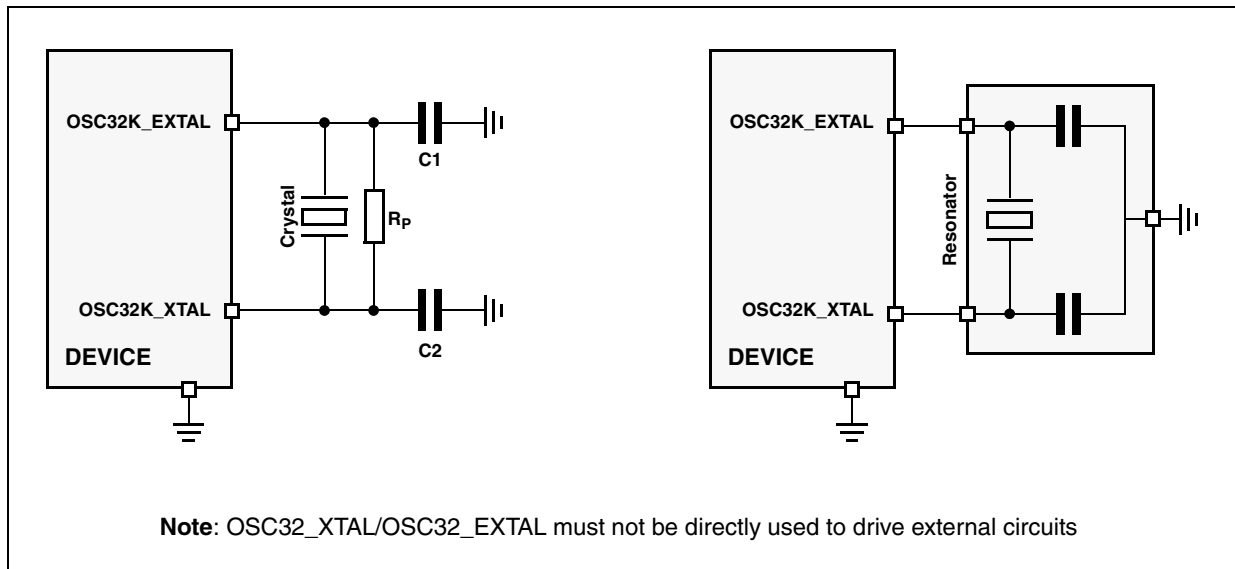 OSC32K_EXTAL
C1
Crystal
RP
OSC32K_XTAL
C2
DEVICE
OSC32K_EXTAL
Resonator
OSC32K_XTAL
DEVICE
Note: OSC32_XTAL/OSC32_EXTAL must not be directly used to drive external circuits